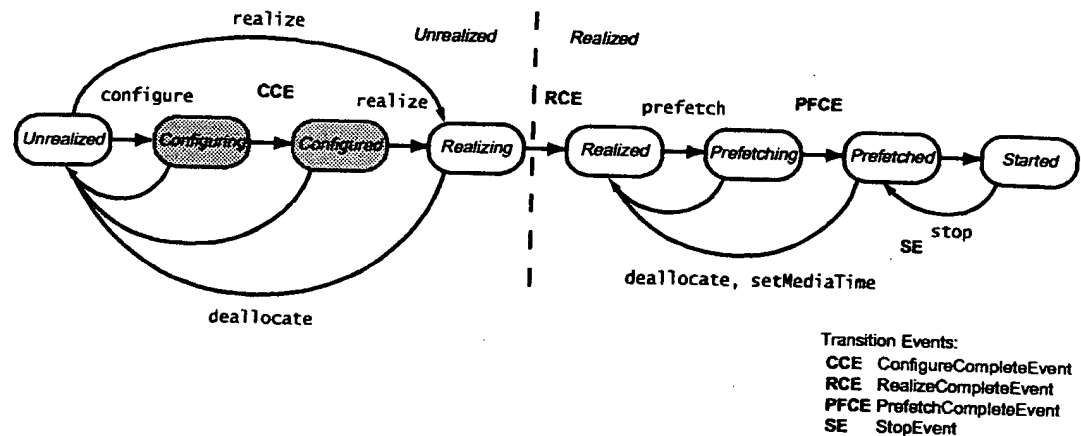 realize
Unrealized
Realized
configure
CCE
realize
RCE
prefetch
PFCE
Unrealized
Configuring
Configured
Realizing
Realized
Prefetching
Prefetched
Started
stop
SE
deallocate, setMediaTime
deallocate
Transition Events:
CCE ConfigureCompleteEvent
RCE RealizeCompleteEvent
PFCE PrefetchCompleteEvent
SE StopEvent